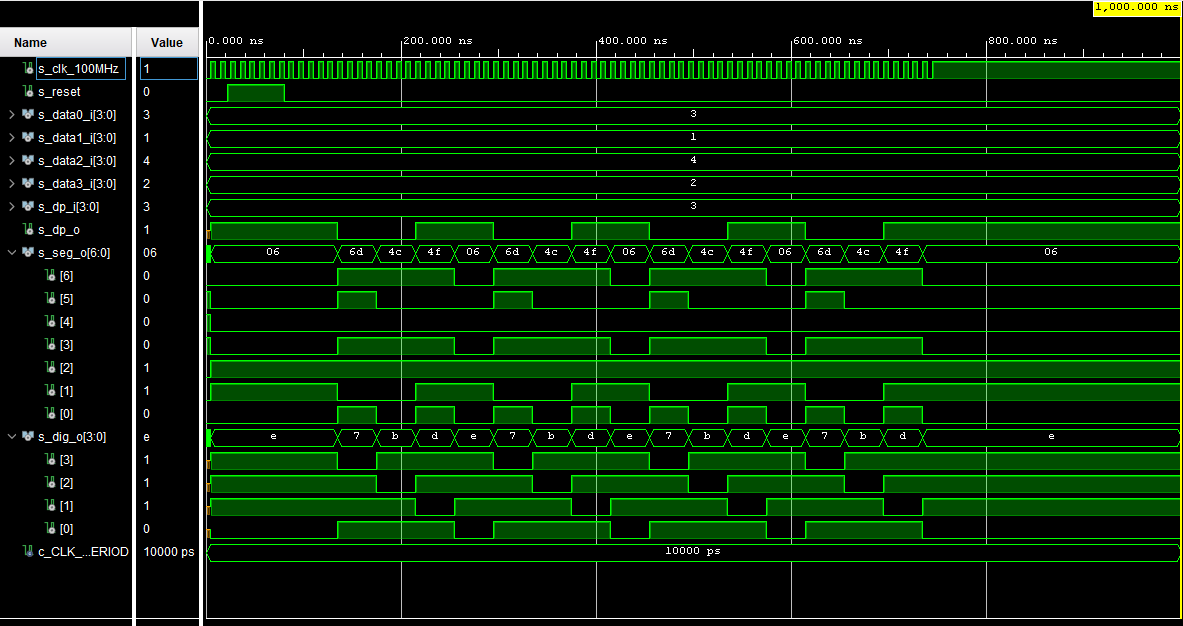 1,000.000 ns
Name Value 0.000 ns 200.000 ns 400.000 ns 600.000 ns 800.000 ns
s_clk_100MHz 1
s_reset 0
s_data0_i[3:0] 3 3
s_data1_i[3:0] 1 1
s_data2_i[3:0] 4 4
s_data3_i[3:0] 2 2
s_dp_i[3:0] 3 3
s_dp_o 1
s_seg_o[6:0] 06 06 6d 4c 4f 06 6d 4c 4f 06 6d 4c 4f 06 6d 4c 4f 06
[6] 0
[5] 0
[4] 0
[3] 0
[2] 1
[1] 1
[0] 0
s_dig_o[3:0] e e 7 b d e 7 b d e 7 b d e 7 b d e
[3] 1
[2] 1
[1] 1
[0] 0
c_CLK_...ERIOD 10000 ps 10000 ps